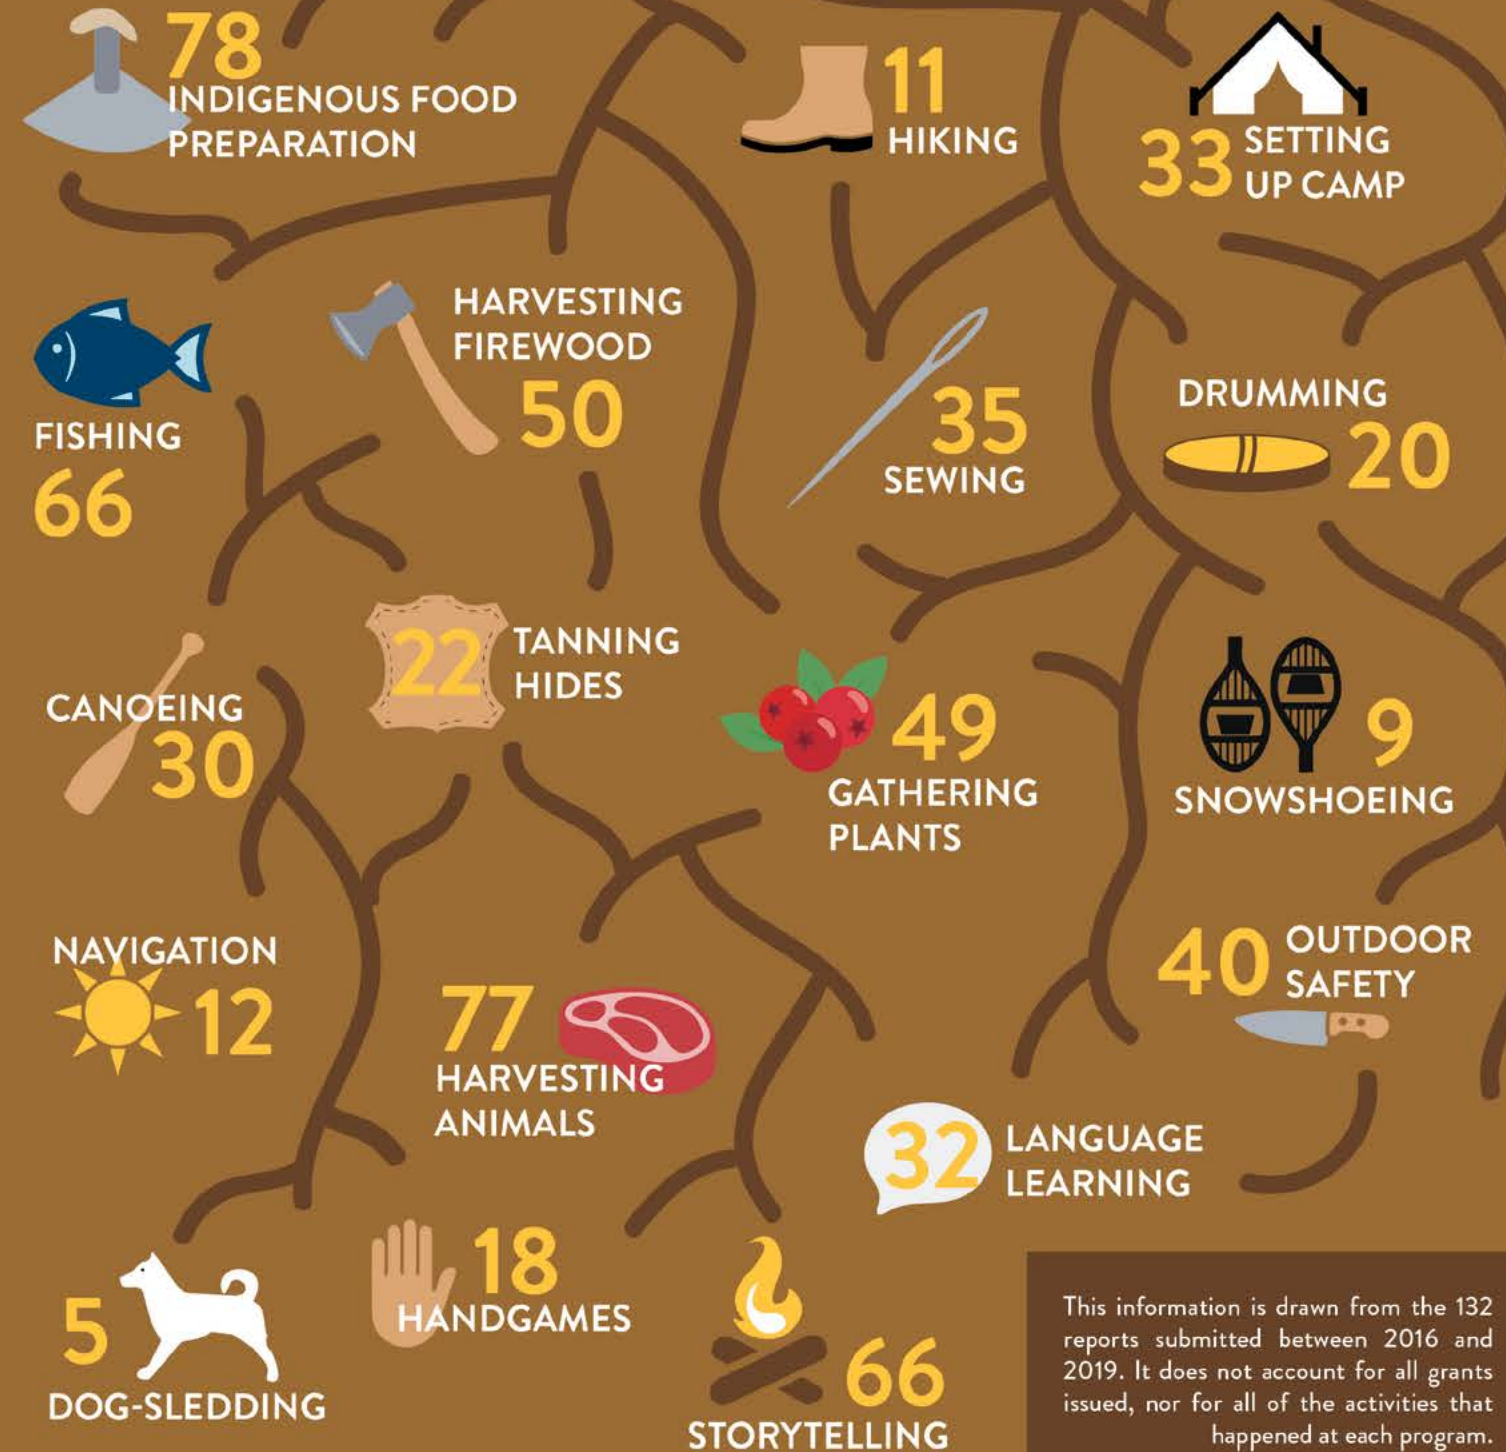 78
INDIGENOUS FOOD
PREPARATION
11
HIKING
33
SETTING
UP CAMP
FISHING
66
HARVESTING
FIREWOOD
50
35
SEWING
DRUMMING
20
CANOEING
30
22
TANNING
HIDES
49
GATHERING
PLANTS
9
SNOWSHOEING
NAVIGATION
12
77
HARVESTING
ANIMALS
40
OUTDOOR
SAFETY
32
LANGUAGE
LEARNING
5
DOG-SLEDDING
18
HANDGAMES
66
STORYTELLING
This information is drawn from the 132
reports submitted between 2016 and
2019. It does not account for all grants
issued, nor for all of the activities that
happened at each program.